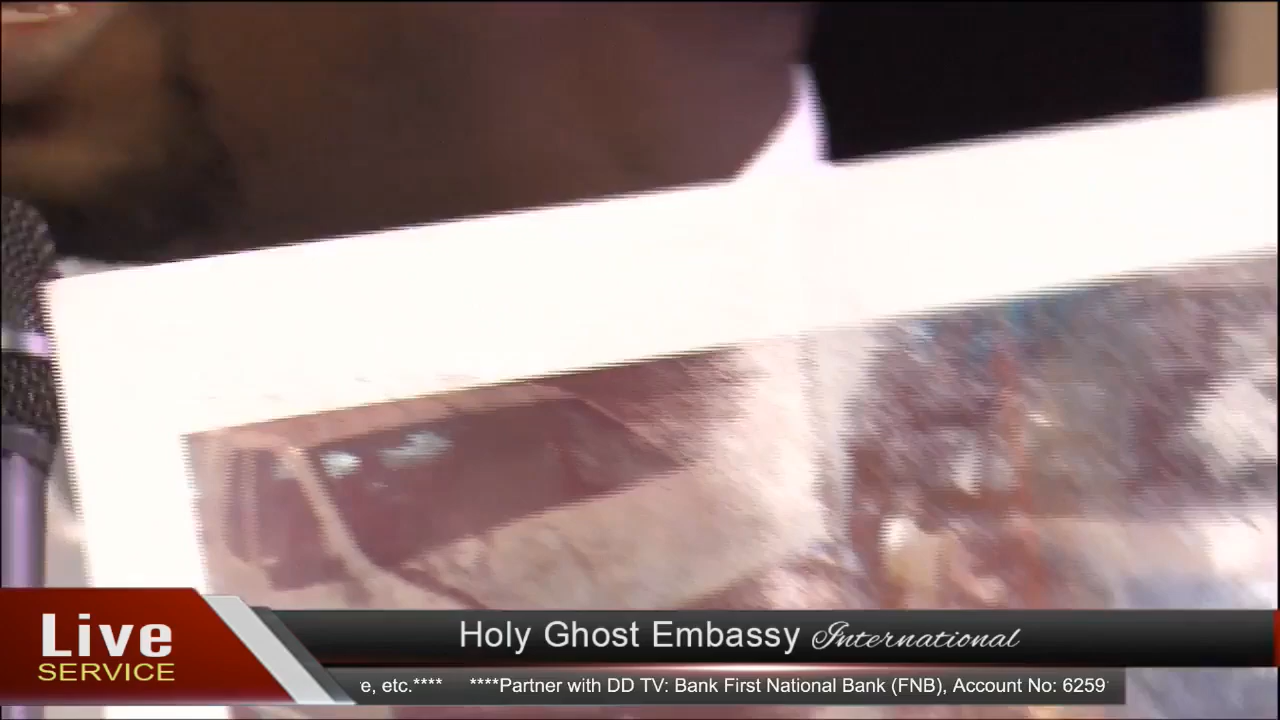 Live
SERVICE
Holy Ghost Embassy International
e, etc.**** ****Partner with DD TV: Bank First National Bank (FNB), Account No: 6259